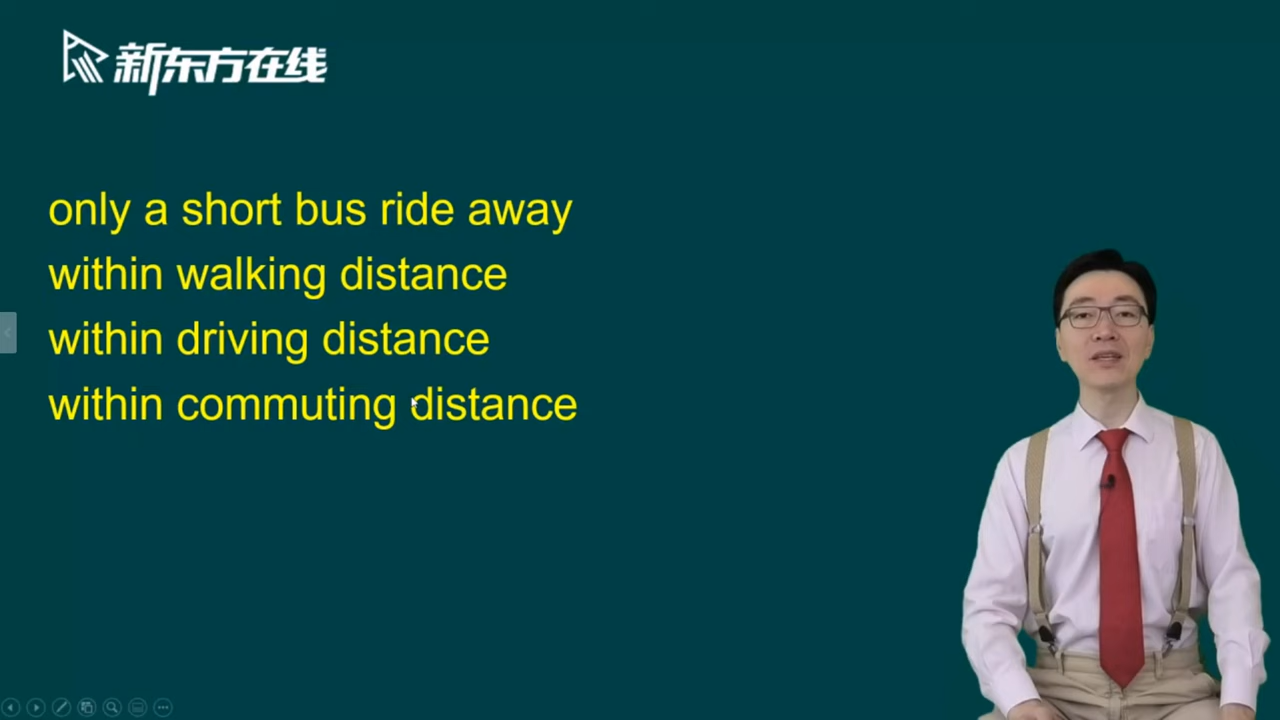 新东方在线
only a short bus ride away
within walking distance
within driving distance
within commuting distance